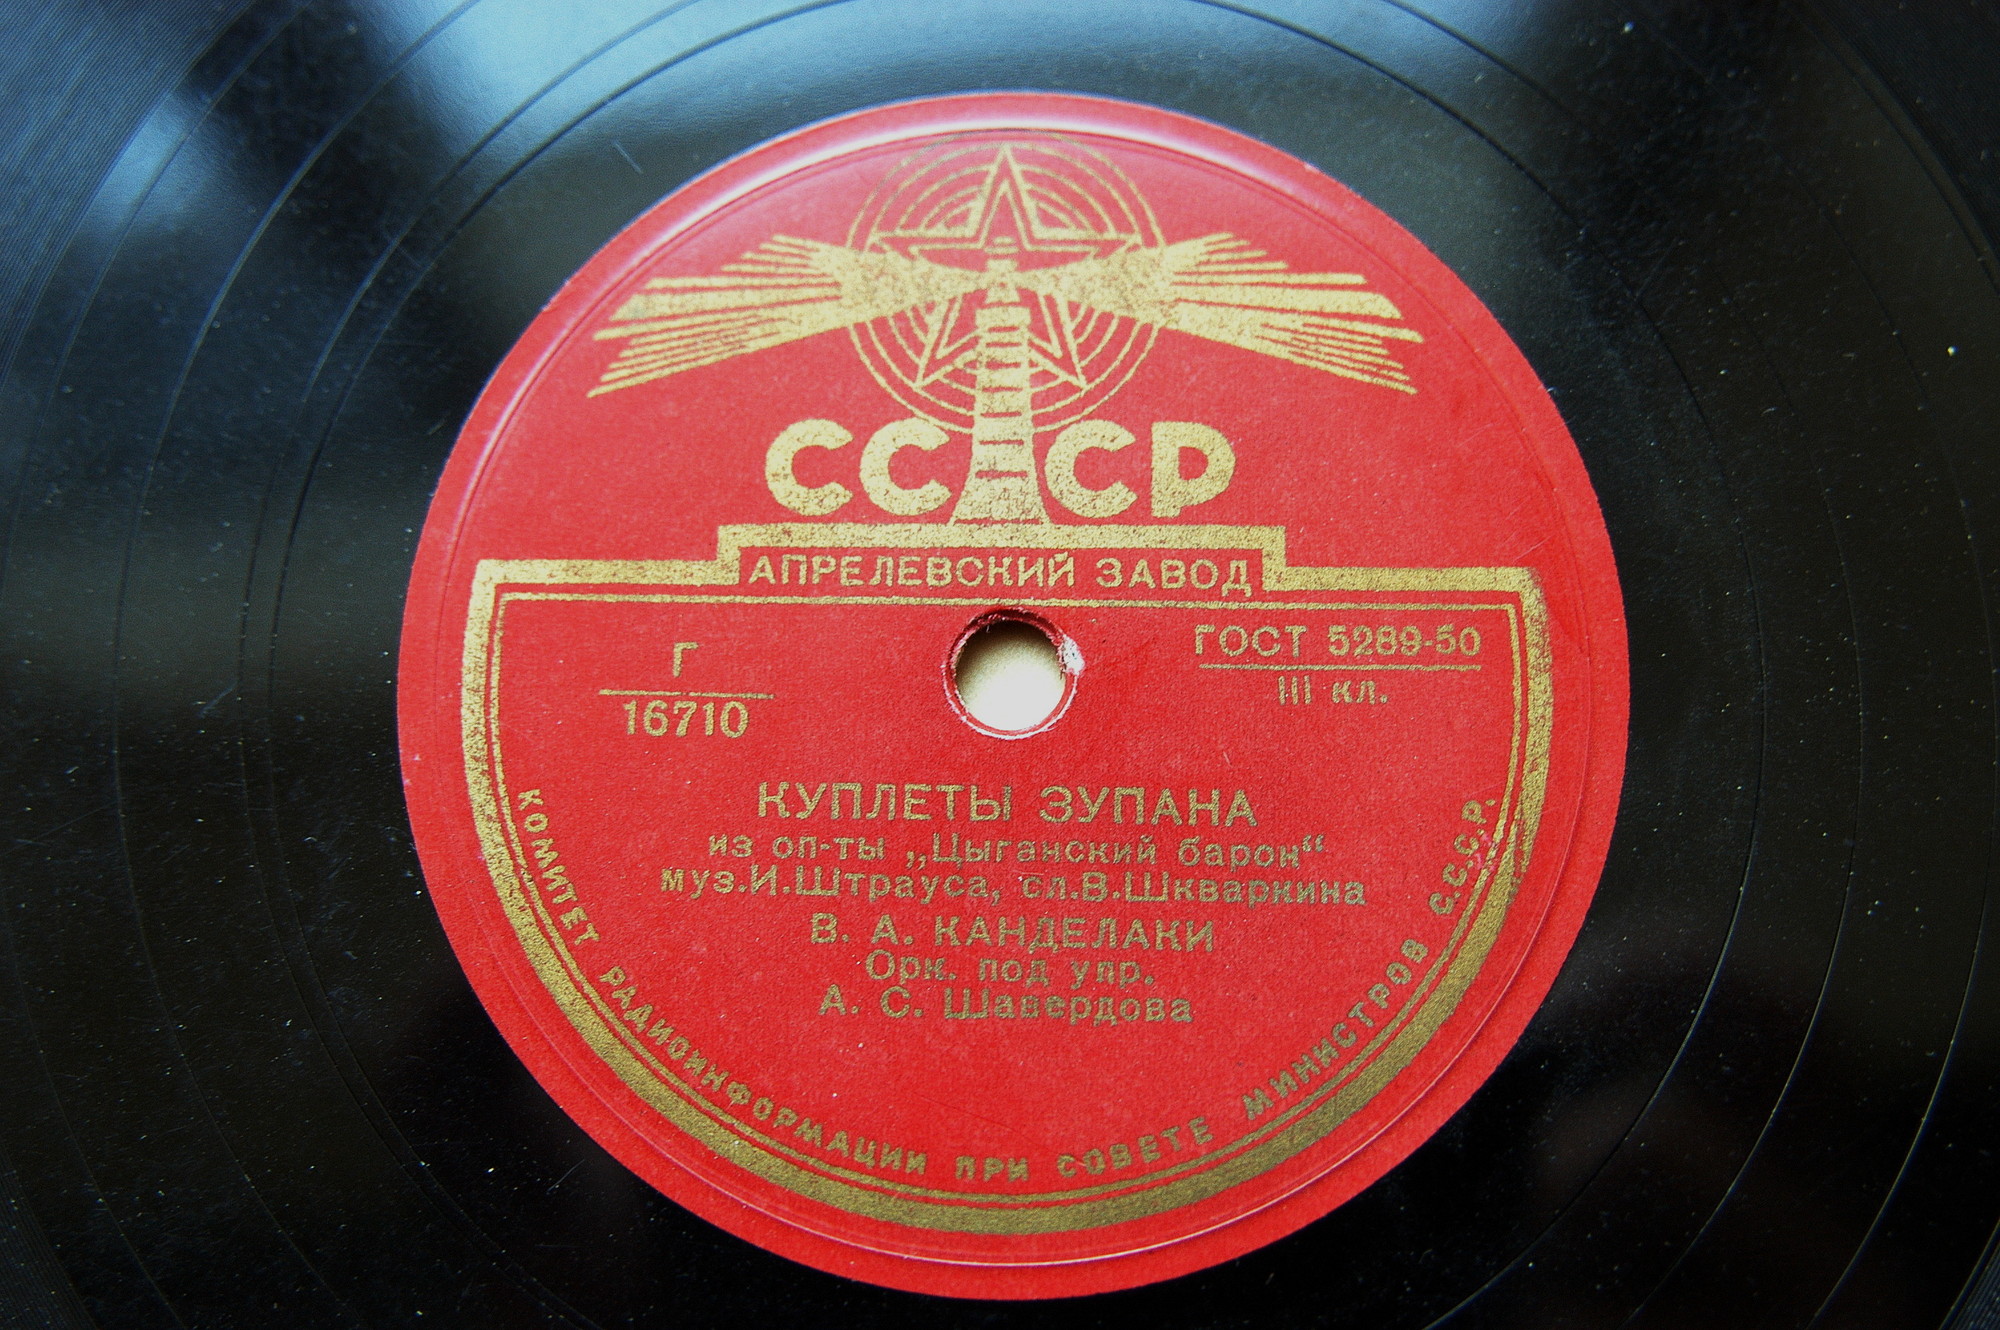 СССР
АПРЕЛЕВСКИЙ ЗАВОД
Г
16710
ГОСТ 5289-50
III кл.
КУПЛЕТЫ ЗУПАНА
из оп-ты „Цыганский барон“
муз.И.Штрауса, сл.В.Шкваркина
В. А. КАНДЕЛАКИ
Орк. под упр.
А. С. Шавердова
КОМИТЕТ РАДИОИНФОРМАЦИИ ПРИ СОВЕТЕ МИНИСТРОВ С.С.С.Р.